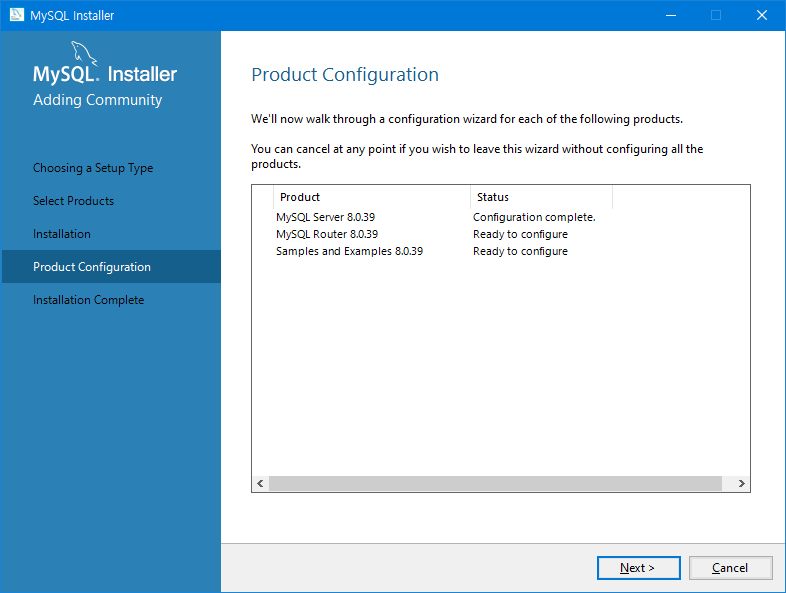 MySQL Installer
MySQL. Installer
Adding Community
Choosing a Setup Type
Select Products
Installation
Product Configuration
Installation Complete
Product Configuration
We'll now walk through a configuration wizard for each of the following products.
You can cancel at any point if you wish to leave this wizard without configuring all the
products.
Product Status
MySQL Server 8.0.39 Configuration complete.
MySQL Router 8.0.39 Ready to configure
Samples and Examples 8.0.39 Ready to configure
Next > Cancel